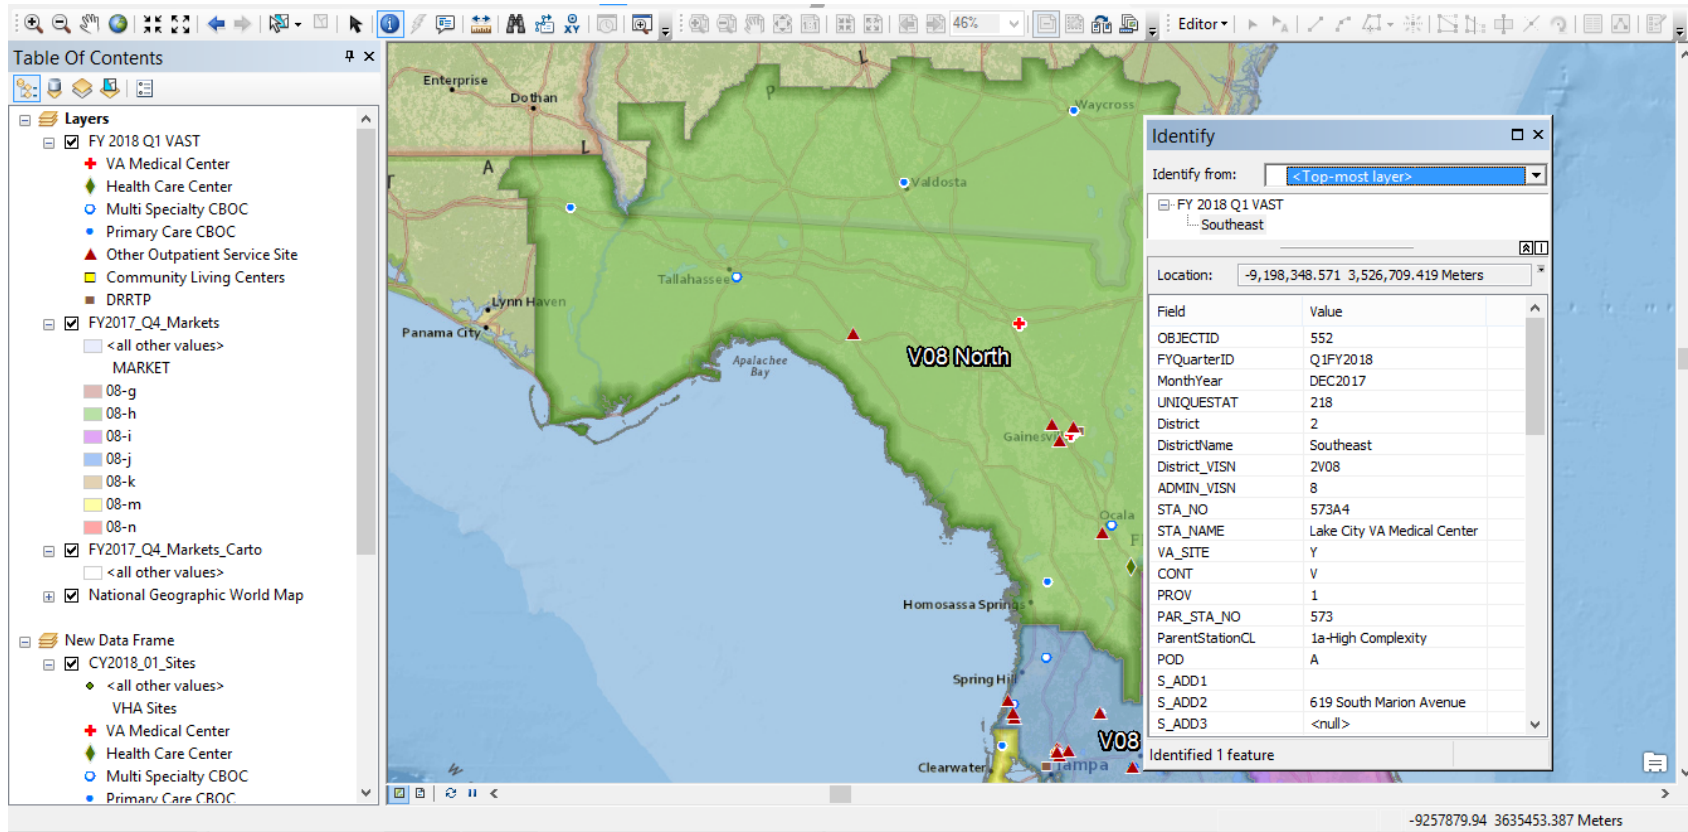 46%
Editor
Table Of Contents
Layers
FY 2018 Q1 VAST
VA Medical Center
Health Care Center
Multi Specialty CBOC
Primary Care CBOC
Other Outpatient Service Site
Community Living Centers
DRRTP
FY2017_Q4_Markets
<all other values>
MARKET
08-g
08-h
08-i
08-j
08-k
08-m
08-n
FY2017_Q4_Markets_Carto
<all other values>
National Geographic World Map
New Data Frame
CY2018_01_Sites
<all other values>
VHA Sites
VA Medical Center
Health Care Center
Multi Specialty CBOC
Primary Care CBOC
Enterprise
Dothan
P
L
L
A
Waycross
Valdosta
Tallahassee
Lynn Haven
Panama City
Apalachee
Bay
V08 North
Gainesvill
Ocala
F
Homosassa Springs
Spring Hill
V08
Clearwater
Tampa
Identify
Identify from:
<Top-most layer>
FY 2018 Q1 VAST
Southeast
Location:
-9,198,348.571 3,526,709.419 Meters
Field Value
OBJECTID 552
FYQuarterID Q1FY2018
MonthYear DEC2017
UNIQUESTAT 218
District 2
DistrictName Southeast
District_VISN 2V08
ADMIN_VISN 8
STA_NO 573A4
STA_NAME Lake City VA Medical Center
VA_SITE Y
CONT V
PROV 1
PAR_STA_NO 573
ParentStationCL 1a-High Complexity
POD A
S_ADD1
S_ADD2 619 South Marion Avenue
S_ADD3 <null>
Identified 1 feature
-9257879.94 3635453.387 Meters